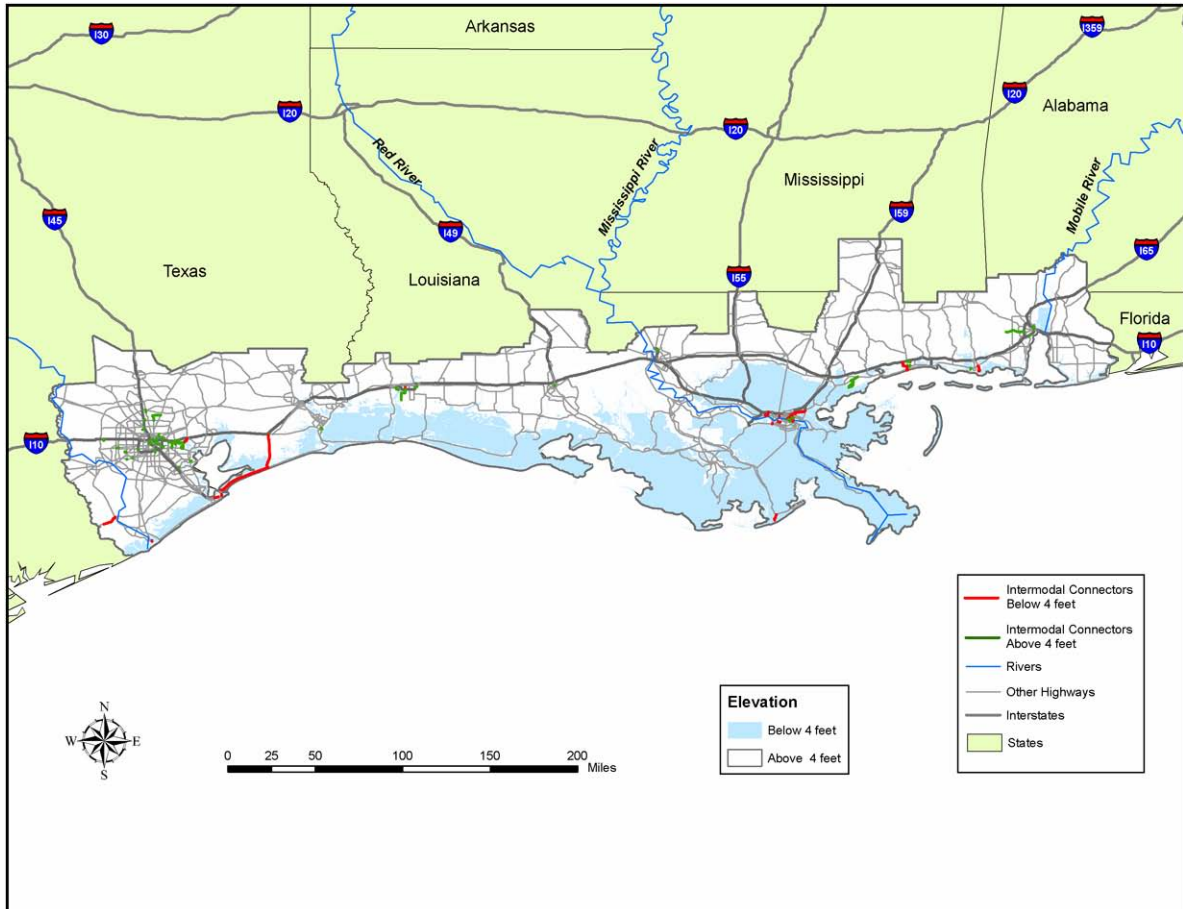 Arkansas
I30
I359
I20
I20
I20
Alabama
Red River
Mississippi River
Mississippi
Mobile River
I45
I49
I59
I65
Texas
Louisiana
I55
Florida
I10
I10
Intermodal Connectors
Below 4 feet
Intermodal Connectors
Above 4 feet
Rivers
Other Highways
Interstates
States
Elevation
Below 4 feet
Above 4 feet
N
W E
S
0 25 50 100 150 200
Miles